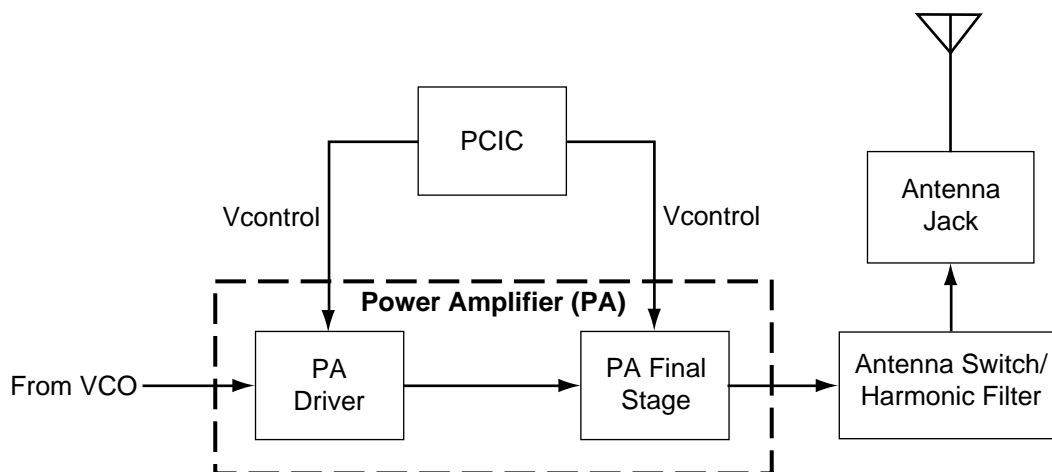 PCIC
Antenna
Jack
Vcontrol
Vcontrol
Power Amplifier (PA)
From VCO
PA
Driver
PA Final
Stage
Antenna Switch/
Harmonic Filter